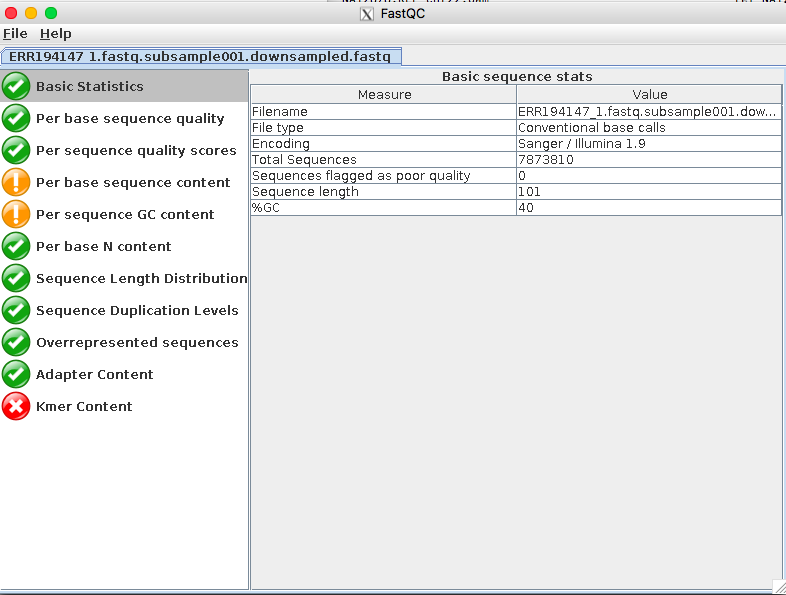 FastQC
File Help
ERR194147 1.fastq.subsample001.downsampled.fastq
Basic Statistics
Per base sequence quality
Per sequence quality scores
Per base sequence content
Per sequence GC content
Per base N content
Sequence Length Distribution
Sequence Duplication Levels
Overrepresented sequences
Adapter Content
Kmer Content
Basic sequence stats
Measure Value
Filename ERR194147_1.fastq.subsample001.dow...
File type Conventional base calls
Encoding Sanger / Illumina 1.9
Total Sequences 7873810
Sequences flagged as poor quality 0
Sequence length 101
%GC 40